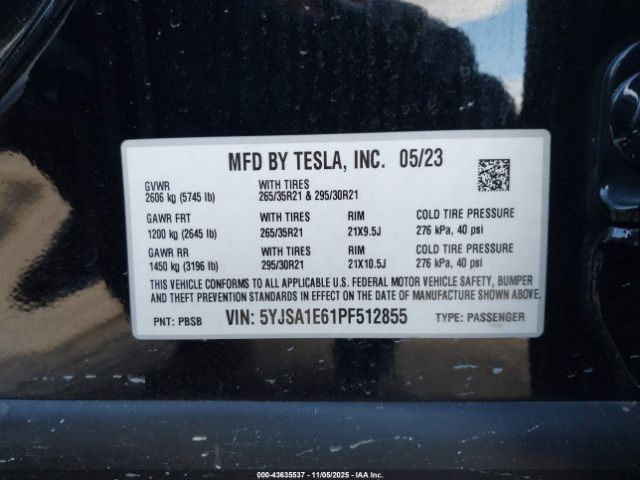 MFD BY TESLA, INC. 05/23
GVWR WITH TIRES
2606 kg (5745 lb) 265/35R21 & 295/30R21
GAWR FRT WITH TIRES RIM COLD TIRE PRESSURE
1200 kg (2645 lb) 265/35R21 21X9.5J 276 kPa, 40 psi
GAWR RR WITH TIRES RIM COLD TIRE PRESSURE
1450 kg (3196 lb) 295/30R21 21X10.5J 276 kPa, 40 psi
THIS VEHICLE CONFORMS TO ALL APPLICABLE U.S. FEDERAL MOTOR VEHICLE SAFETY, BUMPER
AND THEFT PREVENTION STANDARDS IN EFFECT ON THE DATE OF MANUFACTURE SHOWN ABOVE.
PNT: PBSB VIN: 5YJSA1E61PF512855 TYPE: PASSENGER
© - 43635537 - 11/05/2025 - IAA Inc.